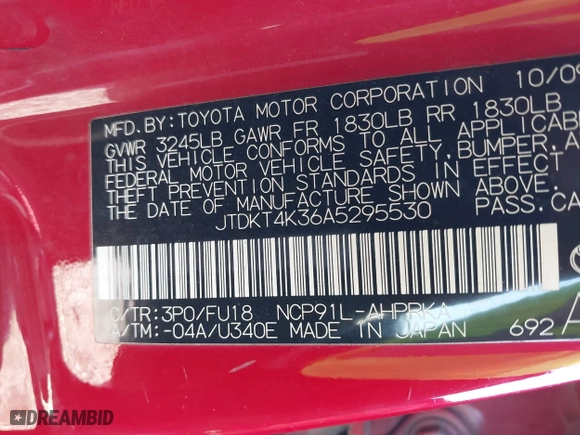 MFD. BY: TOYOTA MOTOR CORPORATION 10/09
GVWR 3245LB GAWR FR 1830LB RR 1830LB
THIS VEHICLE CONFORMS TO ALL APPLICABLE
FEDERAL MOTOR VEHICLE SAFETY, BUMPER, A
THEFT PREVENTION STANDARDS IN EFFECT
THE DATE OF MANUFACTURE SHOWN ABOVE.
JTDKT4K36A5295530 PASS.CA
C/TR:3P0/FU18 NCP91L-AHPRKA
A/TM:-04A/U340E MADE IN JAPAN 692
DREAMBID